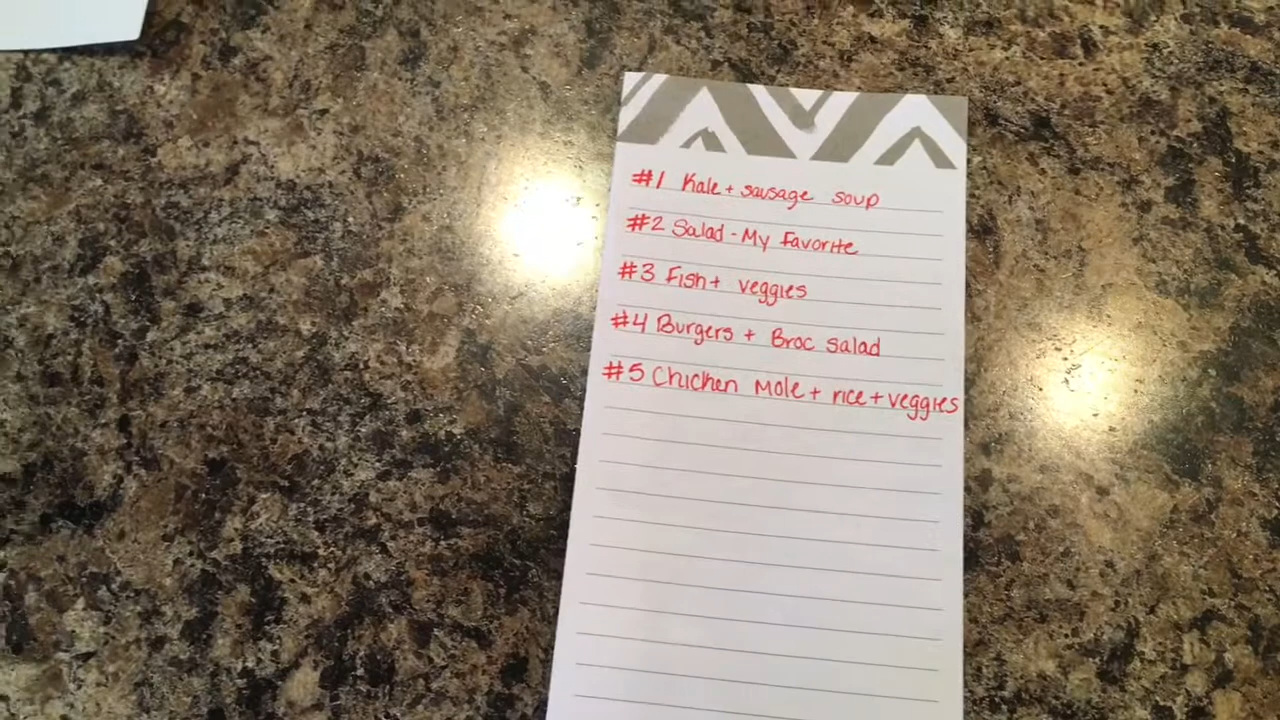 #1 Kale + sausage soup
#2 Salad - My favorite
#3 Fish + veggies
#4 Burgers + Broc salad
#5 Chicken Mole + rice + veggies